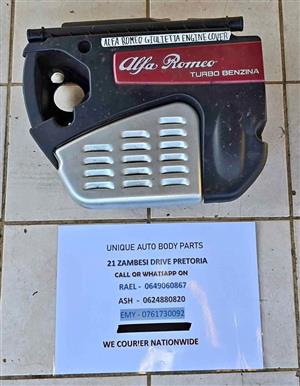 ALFA ROMEO GIULIETTA ENGINE COVER
Alfa Romeo
TURBO BENZINA
UNIQUE AUTO BODY PARTS
21 ZAMBESI DRIVE PRETORIA
CALL OR WHATSAPP ON
RAEL - 0649060867
ASH - 0624880820
EMY - 0761730092
WE COURIER NATIONWIDE